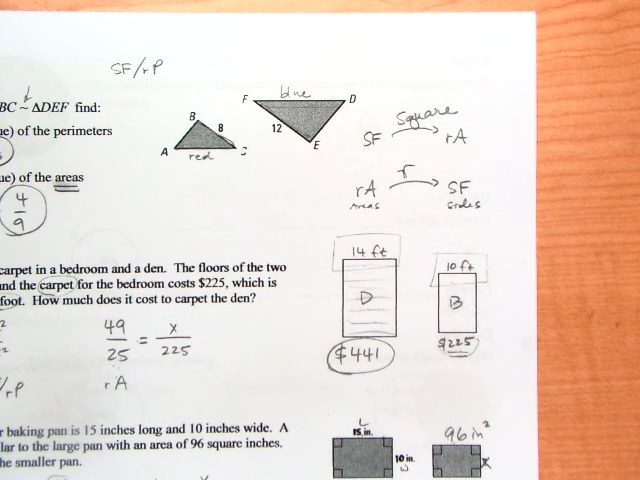 SF/rP
BC ~ ΔDEF find:
ue) of the perimeters
ue) of the areas
4
9
F blue D
B
8
12
A red C
E
Square
SF rA
r
rA SF
Areas Sides
carpet in a bedroom and a den. The floors of the two
and the carpet for the bedroom costs $225, which is
foot. How much does it cost to carpet the den?
49 = x
25 225
rA
/rP
14 ft
D
$441
10 ft
B
$225
r baking pan is 15 inches long and 10 inches wide. A
lar to the large pan with an area of 96 square inches.
he smaller pan.
L
15 in.
10 in.
W
96 in²
x